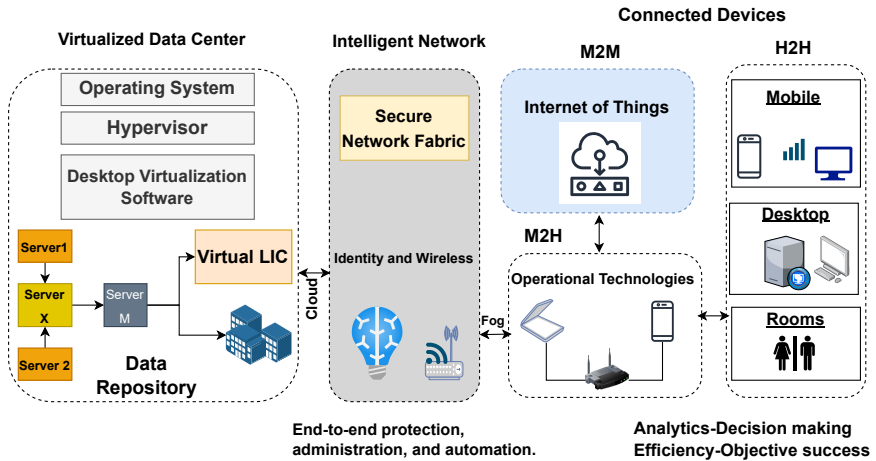 Connected Devices
Virtualized Data Center
Intelligent Network
M2M
H2H
Operating System
Hypervisor
Desktop Virtualization
Software
Server1
Server
X
Server 2
Server
M
Virtual LIC
Data
Repository
Cloud
Secure
Network Fabric
Identity and Wireless
Fog
Internet of Things
M2H
Operational Technologies
Mobile
Desktop
Rooms
End-to-end protection,
administration, and automation.
Analytics-Decision making
Efficiency-Objective success